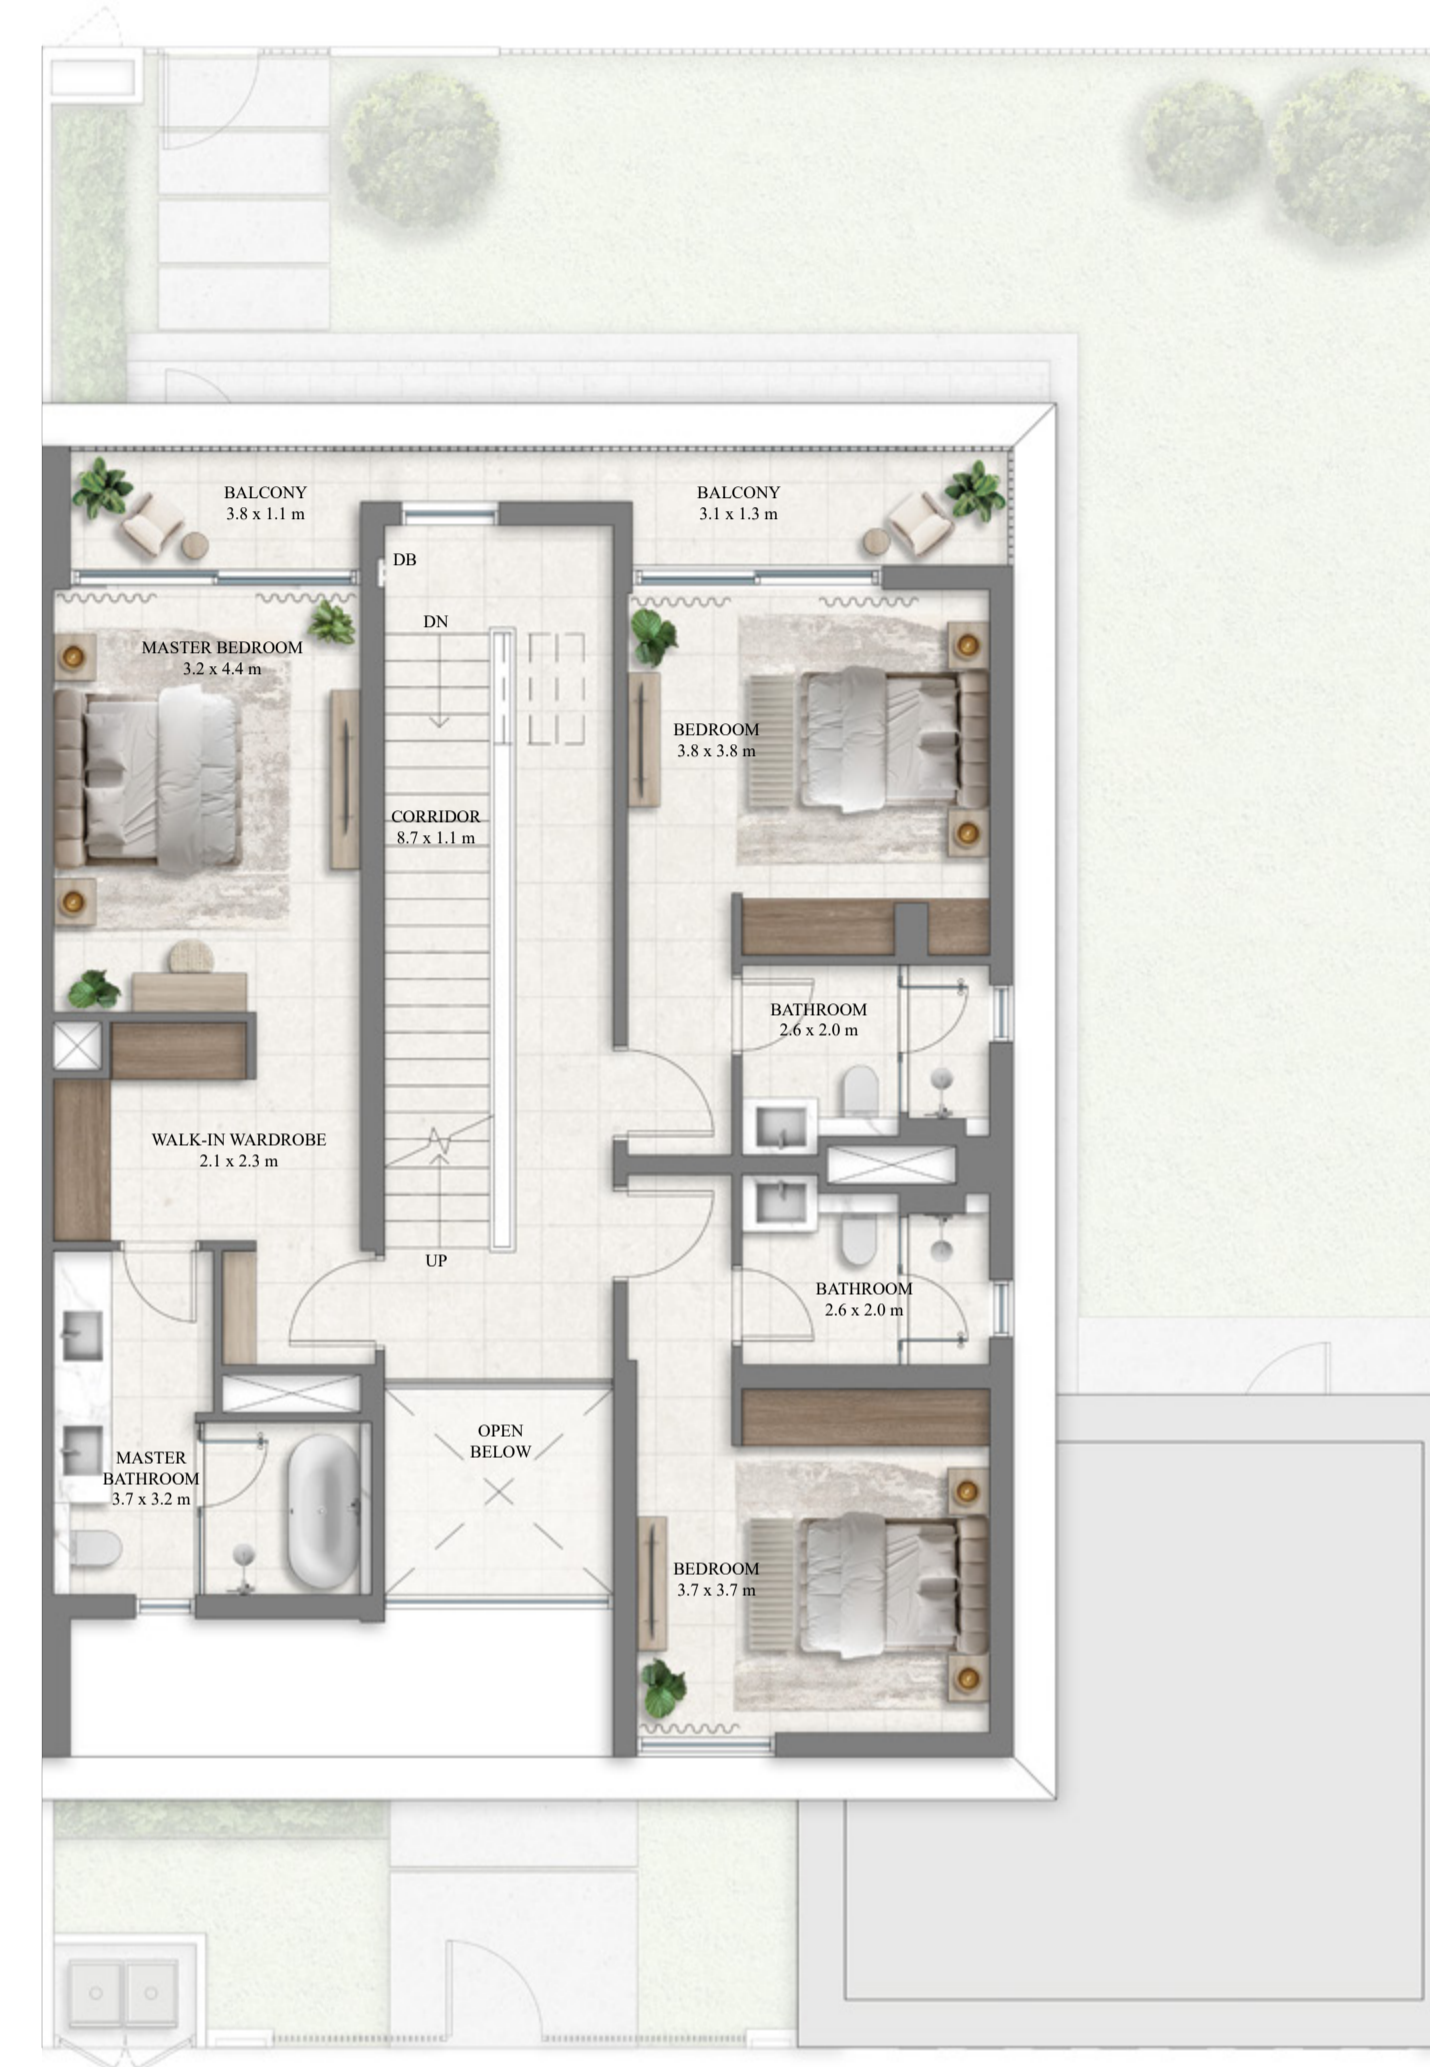 BALCONY
3.8 x 1.1 m
BALCONY
3.1 x 1.3 m
DB
DN
MASTER BEDROOM
3.2 x 4.4 m
BEDROOM
3.8 x 3.8 m
CORRIDOR
8.7 x 1.1 m
BATHROOM
2.6 x 2.0 m
WALK-IN WARDROBE
2.1 x 2.3 m
UP
BATHROOM
2.6 x 2.0 m
OPEN
BELOW
MASTER
BATHROOM
3.7 x 3.2 m
BEDROOM
3.7 x 3.7 m